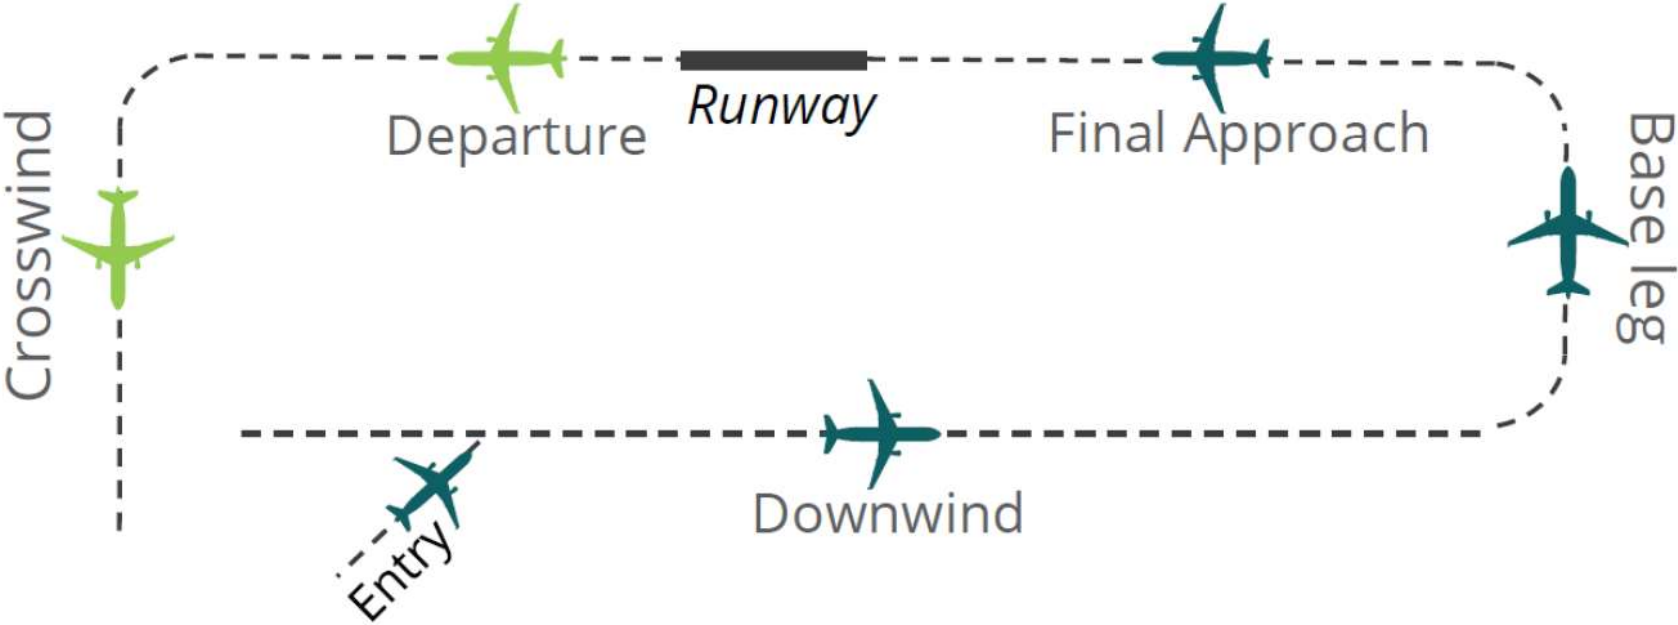 Runway
Departure
Final Approach
Crosswind
Base leg
Downwind
Entry